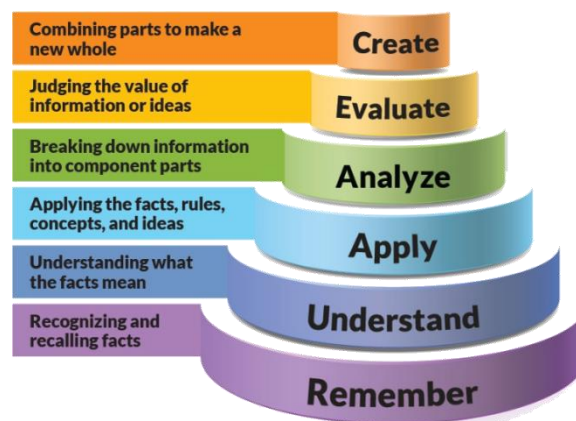 Combining parts to make a
new whole
Create
Judging the value of
information or ideas
Evaluate
Breaking down information
into component parts
Analyze
Applying the facts, rules,
concepts, and ideas
Apply
Understanding what
the facts mean
Understand
Recognizing and
recalling facts
Remember